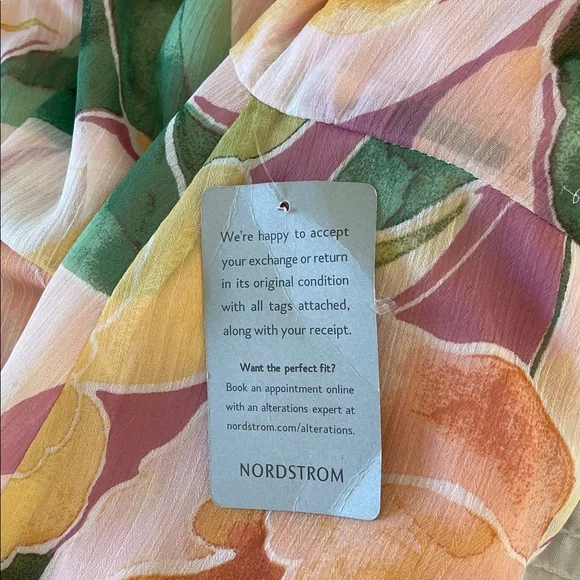 We're happy to accept
your exchange or return
in its original condition
with all tags attached,
along with your receipt.
Want the perfect fit?
Book an appointment online
with an alterations expert at
nordstrom.com/alterations.
NORDSTROM